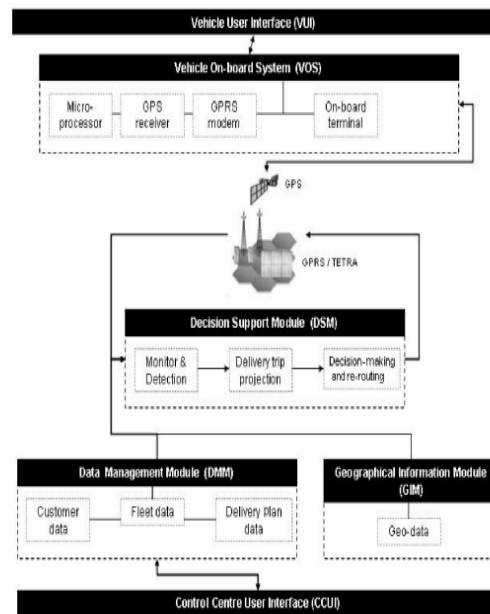 Vehicle User Interface (VUI)
Vehicle On-board System (VOS)
Micro-
processor
GPS
receiver
GPRS
modem
On-board
terminal
GPS
GPRS / TETRA
Decision Support Module (DSM)
Monitor &
Detection
Delivery trip
projection
Decision-making
and re-routing
Data Management Module (DMM)
Customer
data
Fleet data
Delivery plan
data
Geographical Information Module
(GIM)
Geo-data
Control Centre User Interface (CCUI)